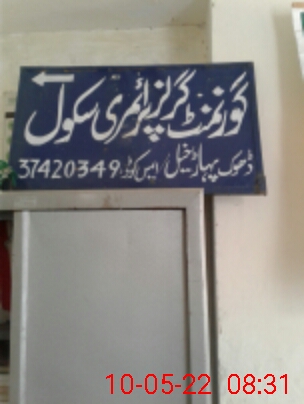 گورنمنٹ گرلز پرائمری سکول
ڈھوک پہاڑ خیل / ایس کوڈ: 37420349
10-05-22 08:31